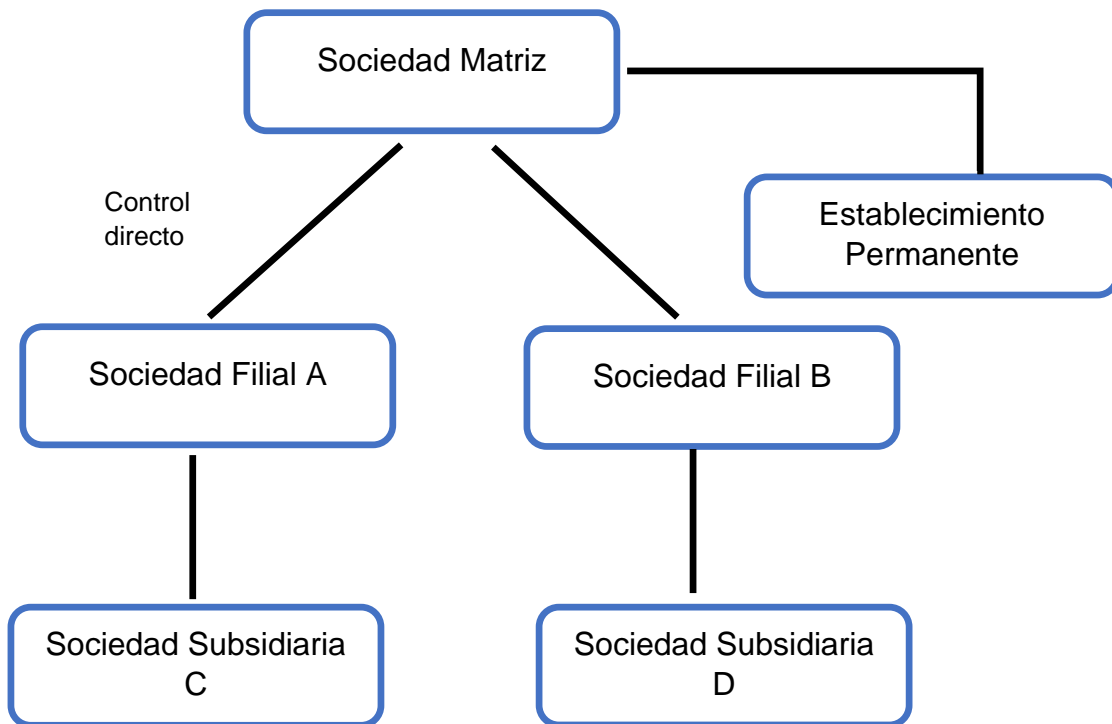 Sociedad Matriz
Control
directo
Establecimiento
Permanente
Sociedad Filial A
Sociedad Filial B
Sociedad Subsidiaria
C
Sociedad Subsidiaria
D